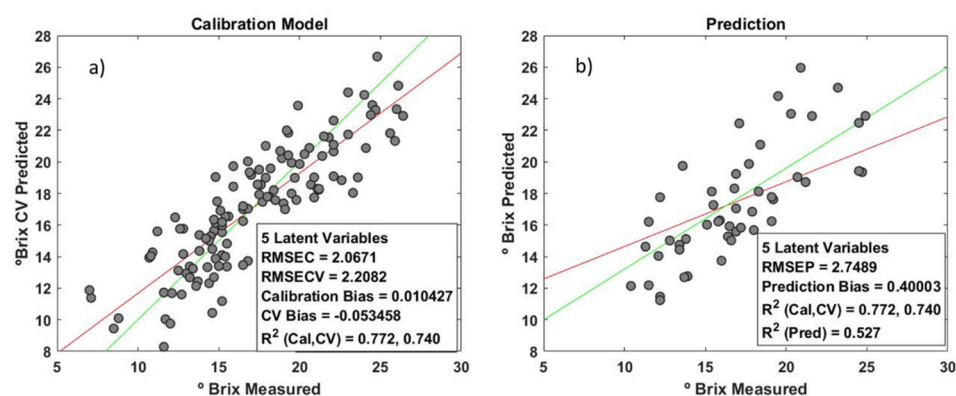 Calibration Model
a)
28
26
24
22
20
18
16
14
12
10
8
ºBrix CV Predicted
5 Latent Variables
RMSEC = 2.0671
RMSECV = 2.2082
Calibration Bias = 0.010427
CV Bias = -0.053458
R² (Cal,CV) = 0.772, 0.740
5 10 15 20 25 30
º Brix Measured
Prediction
b)
28
26
24
22
20
18
16
14
12
10
8
º Brix Predicted
5 Latent Variables
RMSEP = 2.7489
Prediction Bias = 0.40003
R² (Cal,CV) = 0.772, 0.740
R² (Pred) = 0.527
5 10 15 20 25 30
º Brix Measured